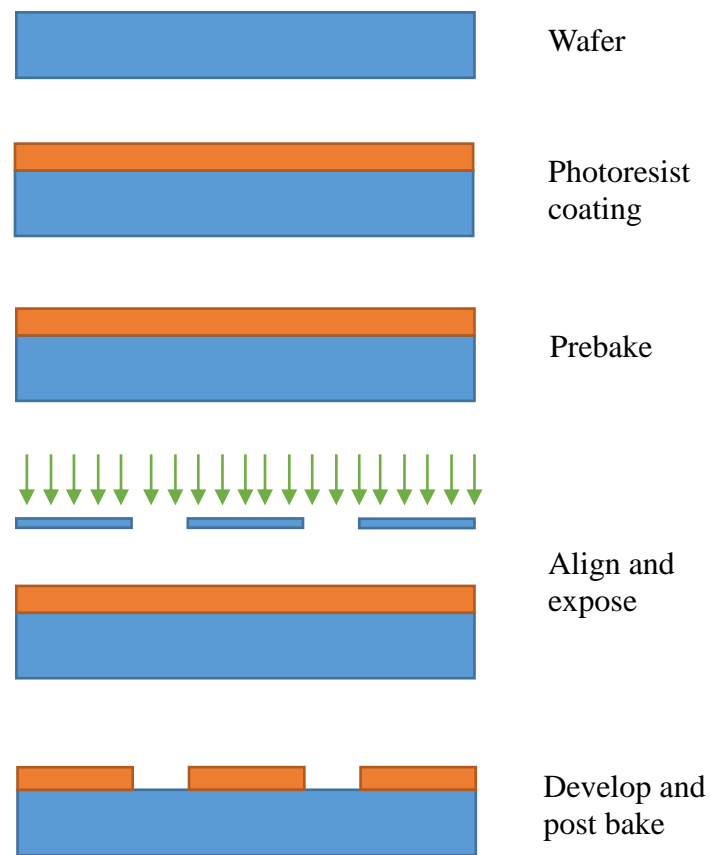 Wafer
Photoresist
coating
Prebake
Align and
expose
Develop and
post bake